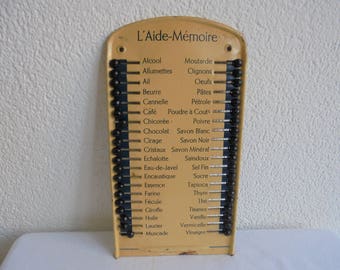 L'Aide-Mémoire
Alcool Moutarde
Allumettes Oignons
Ail Oeufs
Beurre Pâtes
Cannelle Pétrole
Café Poudre à Cout.
Chicorée Poivre
Chocolat Savon Blanc
Cirage Savon Noir
Cristaux Savon Minéral
Echalotte Saindoux
Eau-de-Javel Sel Fin
Encaustique Sucre
Essence Tapioca
Farine Thym
Fécule Thé
Girofle Tisanes
Huile Vanille
Laurier Vermicelle
Muscade Vinaigre